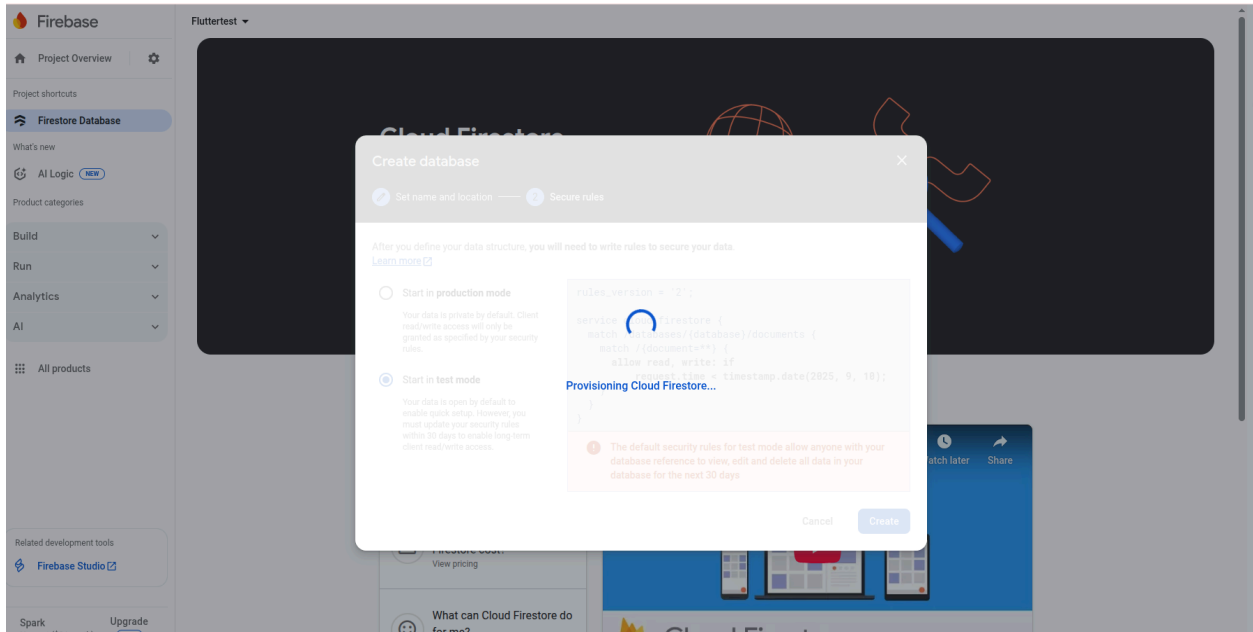 Firebase
Fluttertest
Project Overview
Project shortcuts
Firestore Database
What's new
AI Logic NEW
Product categories
Build
Run
Analytics
AI
All products
Related development tools
Firebase Studio
Spark
Upgrade
Cloud Firestore
Create database
Set name and location
2 Secure rules
After you define your data structure, you will need to write rules to secure your data.
Learn more
Start in production mode
Your data is private by default. Client
read/write access will only be
granted as specified by your security
rules.
Start in test mode
Your data is open by default to
enable quick setup. However, you
must update your security rules
within 30 days to enable long-term
client read/write access.
rules_version = '2';
service firestore {
match /databases/{database}/documents {
match /{document=**} {
allow read, write: if
request.time < timestamp.date(2025, 9, 10);
}
}
Provisioning Cloud Firestore...
The default security rules for test mode allow anyone with your
database reference to view, edit and delete all data in your
database for the next 30 days
Cancel
Create
Watch later
Share
Firestore cost?
View pricing
What can Cloud Firestore do
for me?
Cloud Firestore